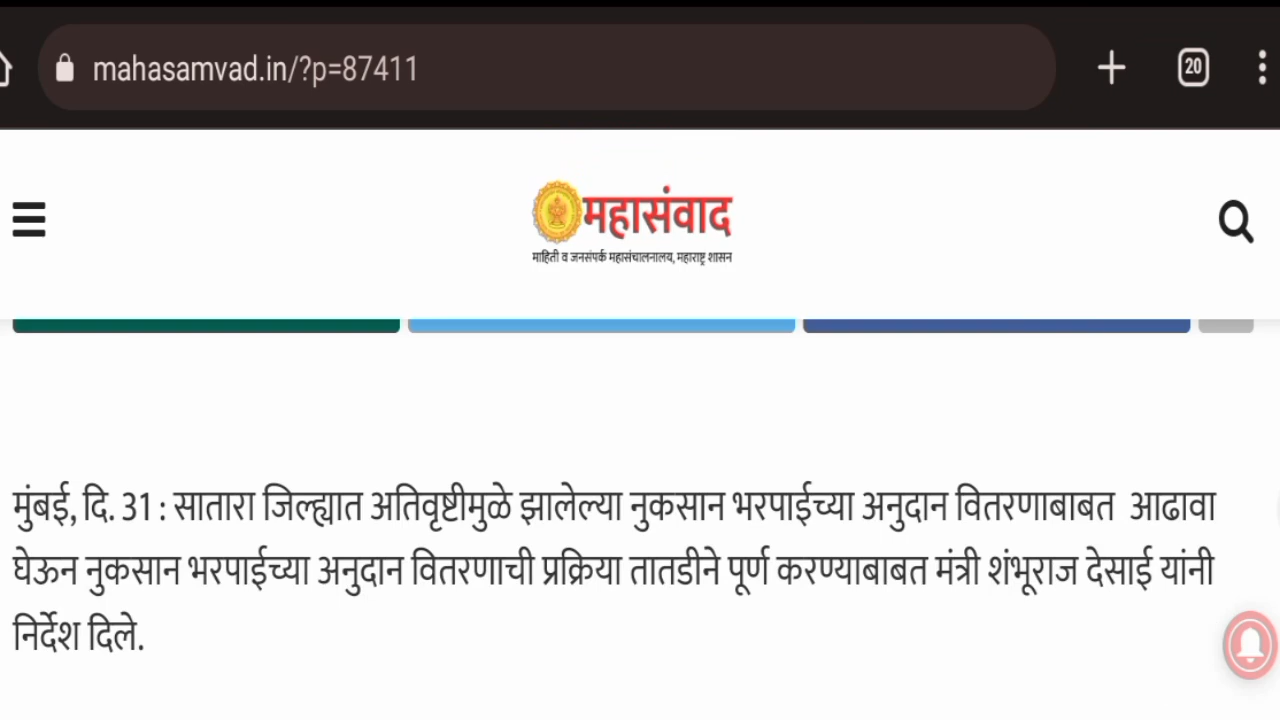 mahasamvad.in/?p=87411
20
महासंवाद
माहिती व जनसंपर्क महासंचालनालय, महाराष्ट्र शासन
मुंबई, दि. 31 : सातारा जिल्ह्यात अतिवृष्टीमुळे झालेल्या नुकसान भरपाईच्या अनुदान वितरणाबाबत आढावा
घेऊन नुकसान भरपाईच्या अनुदान वितरणाची प्रक्रिया तातडीने पूर्ण करण्याबाबत मंत्री शंभूराज देसाई यांनी
निर्देश दिले.